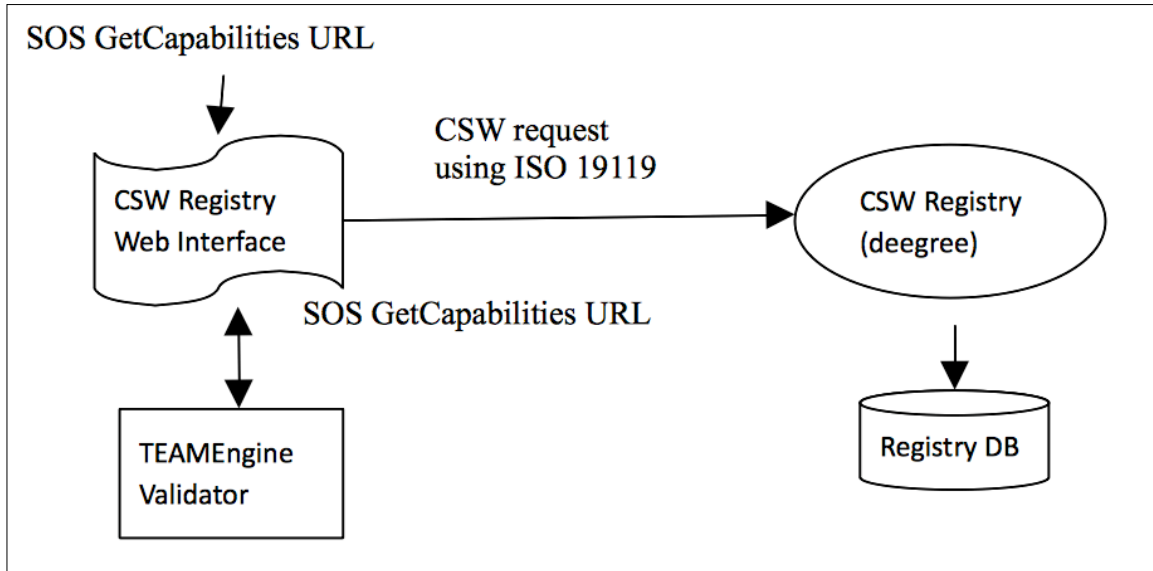 SOS GetCapabilities URL
CSW request
using ISO 19119
CSW Registry
Web Interface
CSW Registry
(deegree)
SOS GetCapabilities URL
TEAMEngine
Validator
Registry DB